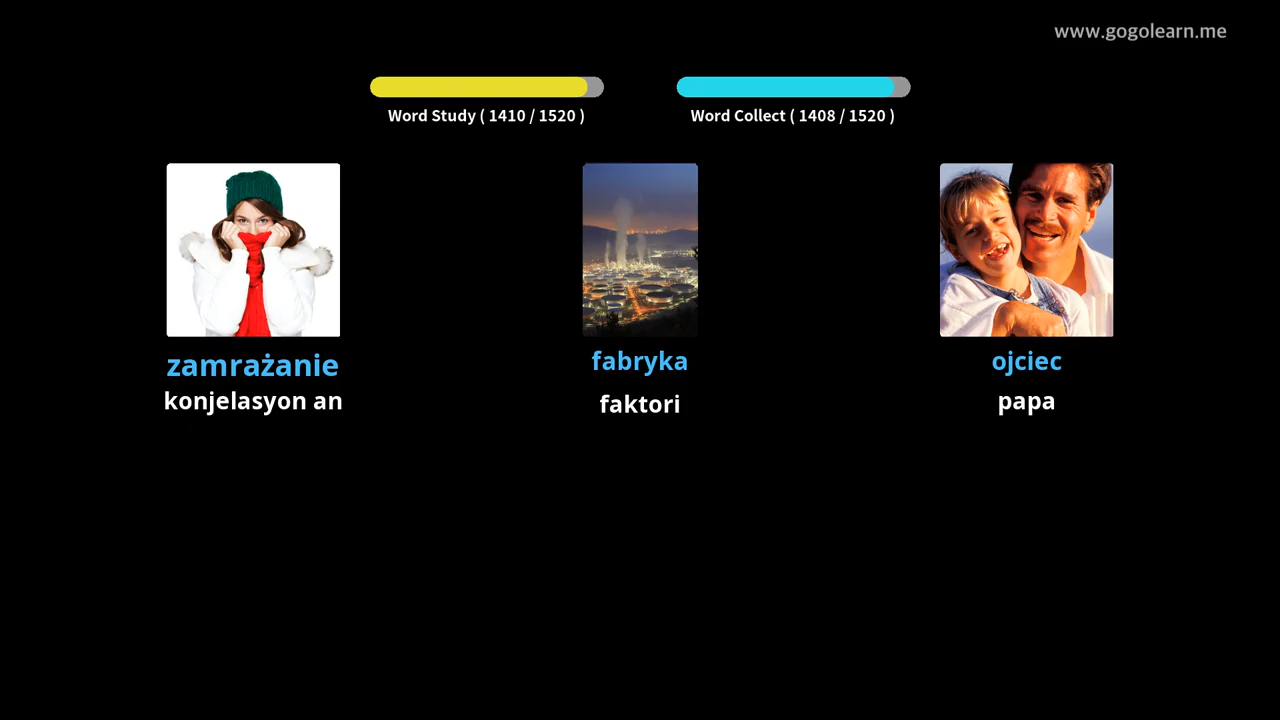 www.gogolearn.me
Word Study ( 1410 / 1520 )
Word Collect ( 1408 / 1520 )
zamrażanie
konjelasyon an
fabryka
faktori
ojciec
papa